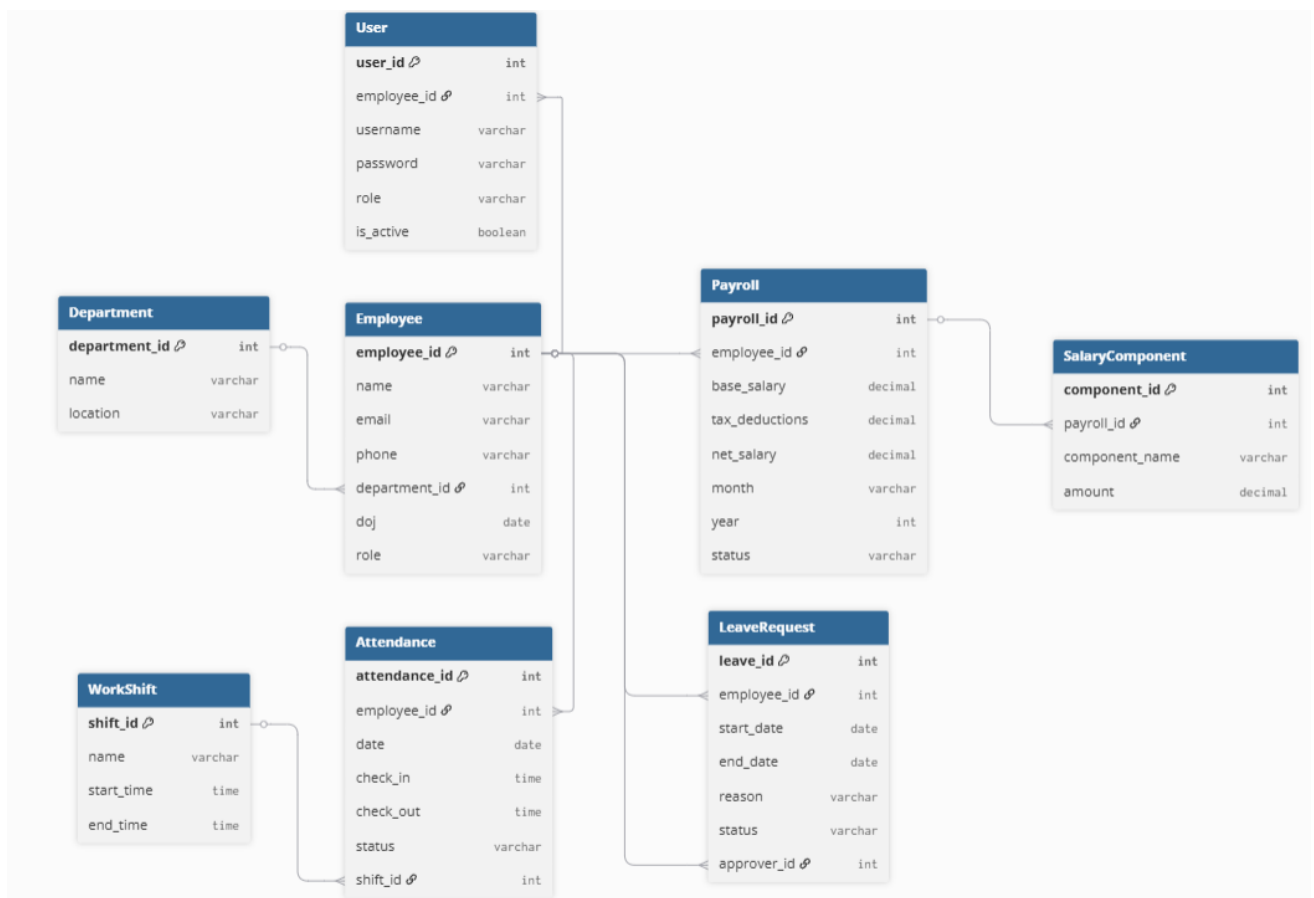 User
user_id int
employee_id int
username varchar
password varchar
role varchar
is_active boolean
Department
department_id int
name varchar
location varchar
Employee
employee_id int
name varchar
email varchar
phone varchar
department_id int
doj date
role varchar
Payroll
payroll_id int
employee_id int
base_salary decimal
tax_deductions decimal
net_salary decimal
month varchar
year int
status varchar
SalaryComponent
component_id int
payroll_id int
component_name varchar
amount decimal
WorkShift
shift_id int
name varchar
start_time time
end_time time
Attendance
attendance_id int
employee_id int
date date
check_in time
check_out time
status varchar
shift_id int
LeaveRequest
leave_id int
employee_id int
start_date date
end_date date
reason varchar
status varchar
approver_id int